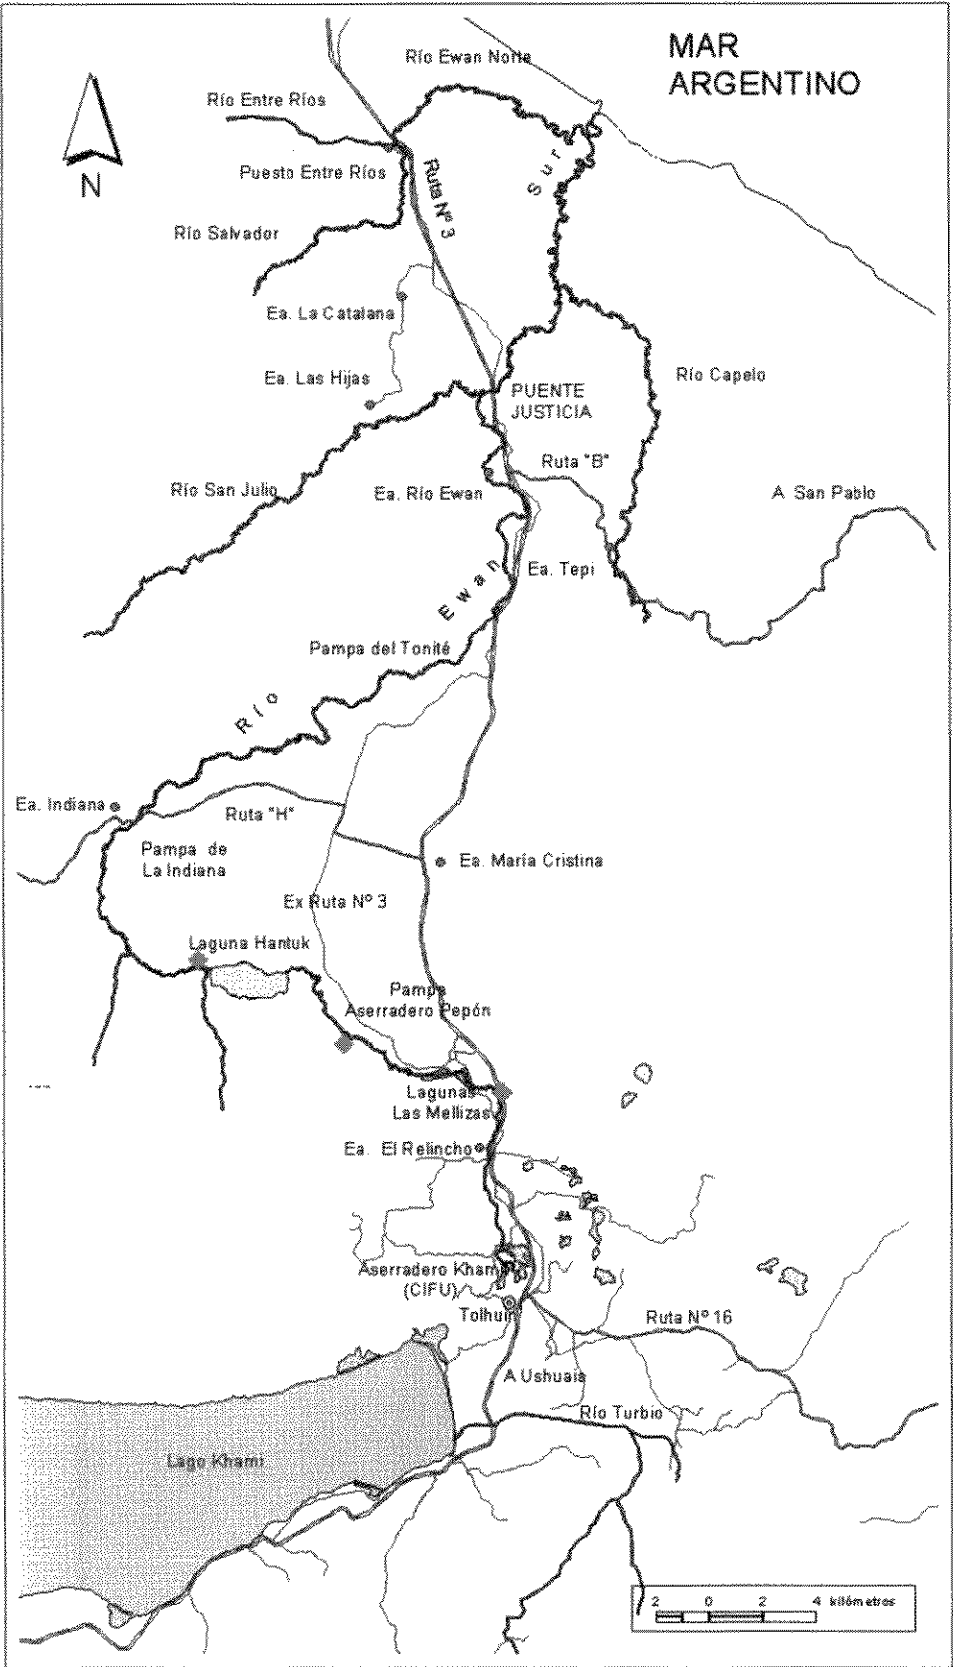 MAR
ARGENTINO
Río Ewan Norte
Río Entre Ríos
N
Puesto Entre Ríos
Ruta Nº 3
Sur
Río Salvador
Ea. La Catalana
Ea. Las Hijas
Río Capelo
PUENTE
JUSTICIA
Ruta "B"
Río San Julio
Ea. Río Ewan
A San Pablo
Ea. Tepi
Ewan
Pampa del Tonité
Río
Ea. Indiana
Ruta "H"
Pampa de
La Indiana
Ea. María Cristina
Ex Ruta Nº 3
Laguna Hantuk
Pampa
Aserradero Pepón
Lagunas
Las Mellizas
Ea. El Relincho
Aserradero Khami
(CIFU)
Tolhuin
Ruta Nº 16
A Ushuaia
Río Turbio
Lago Khami
2 0 2 4 kilómetros